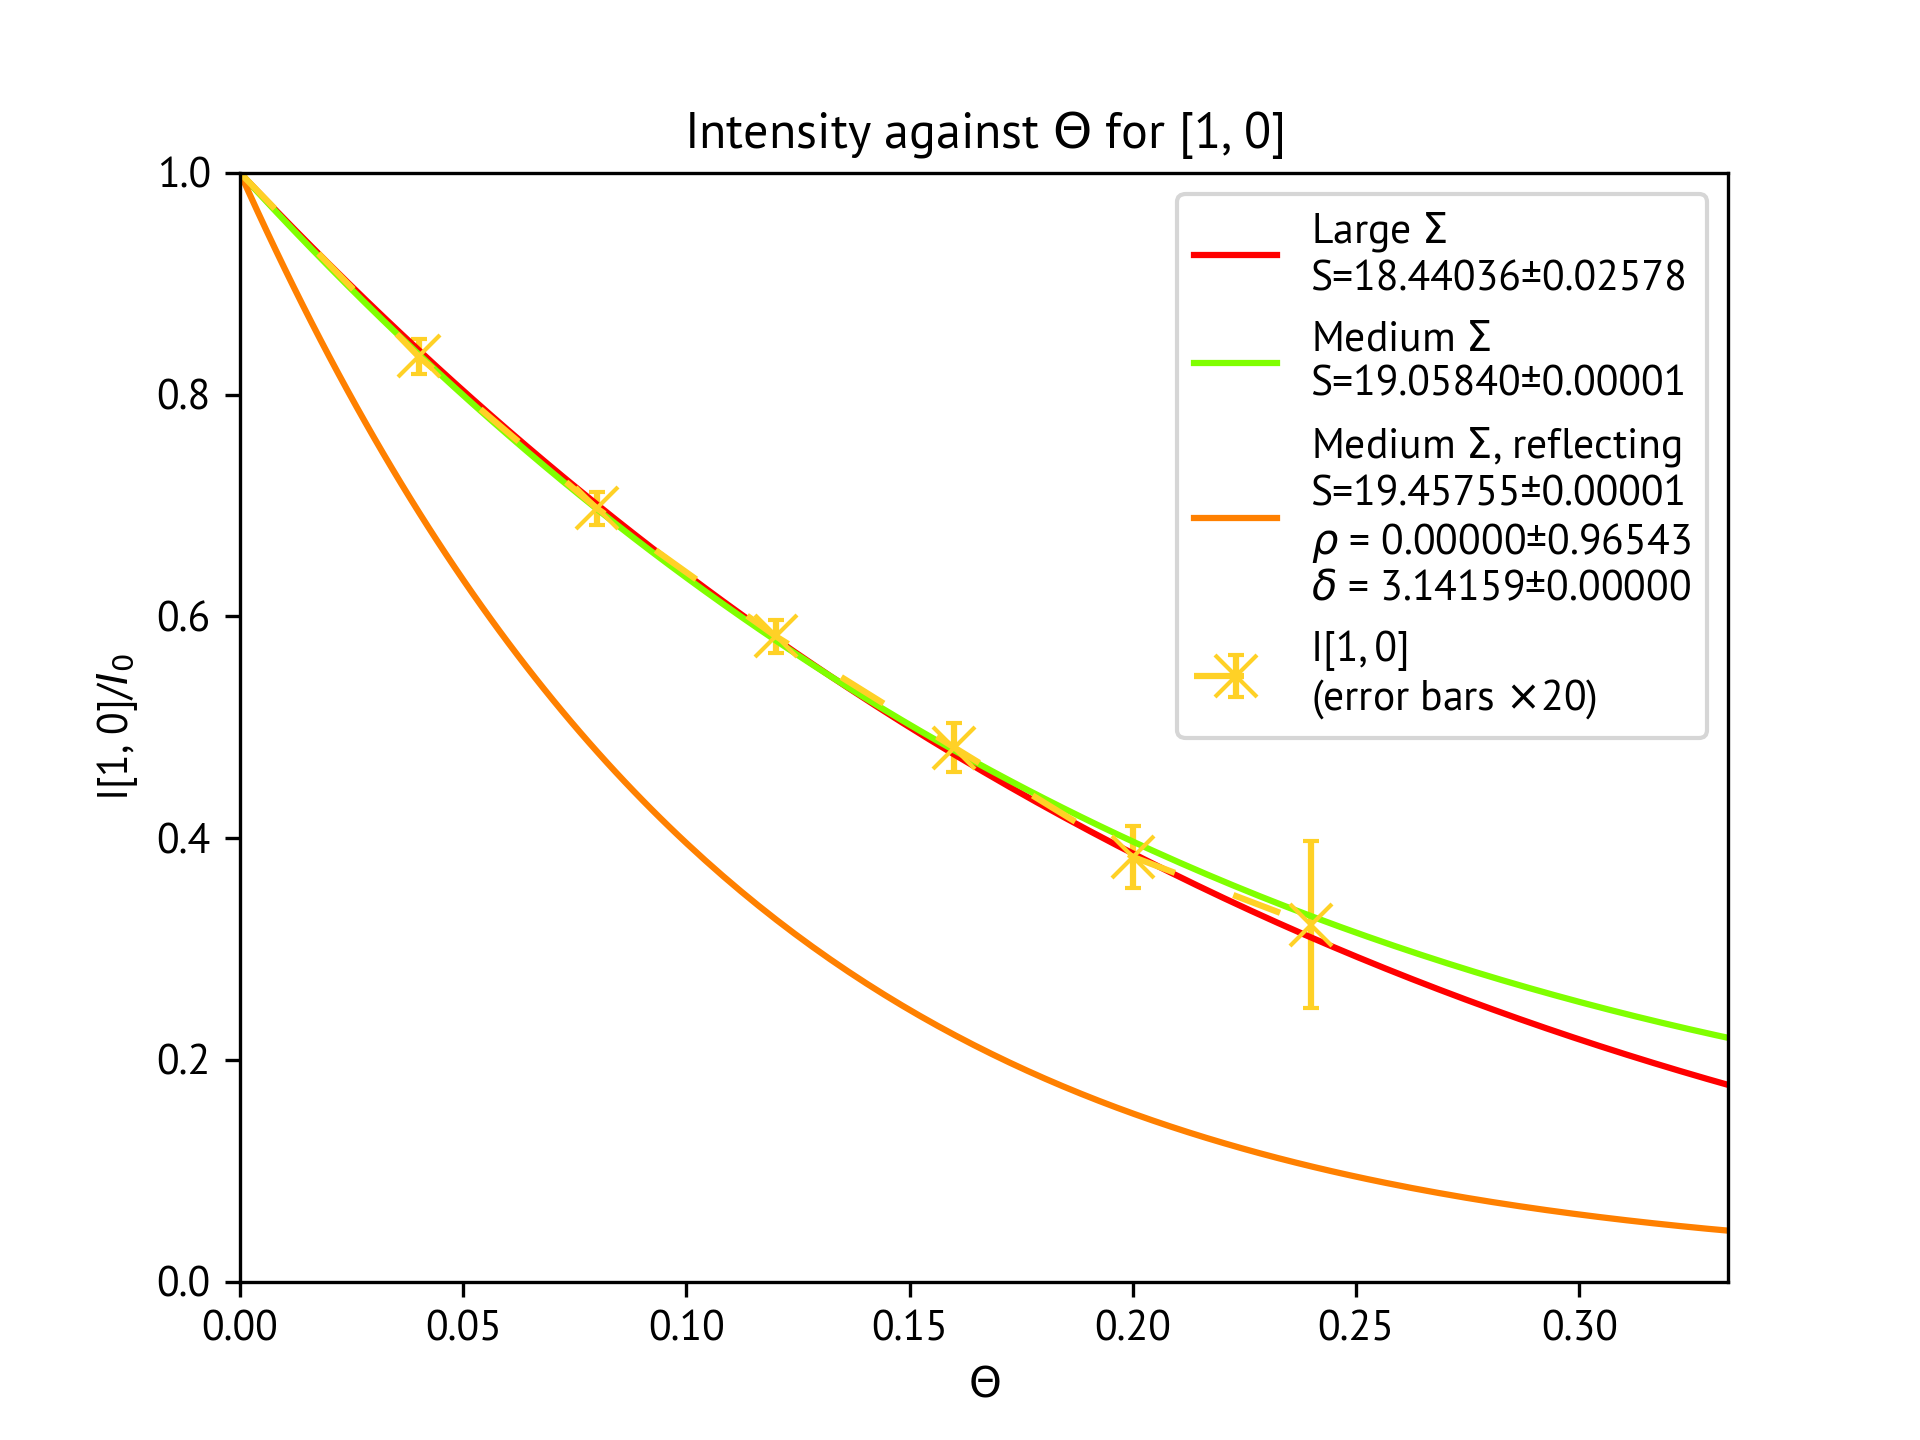 Intensity against Θ for [1, 0]
I[1, 0]/I₀
1.0
0.8
0.6
0.4
0.2
0.0
0.00 0.05 0.10 0.15 0.20 0.25 0.30
Θ
Large Σ
S=18.44036±0.02578
Medium Σ
S=19.05840±0.00001
Medium Σ, reflecting
S=19.45755±0.00001
ρ = 0.00000±0.96543
δ = 3.14159±0.00000
I[1, 0]
(error bars ×20)